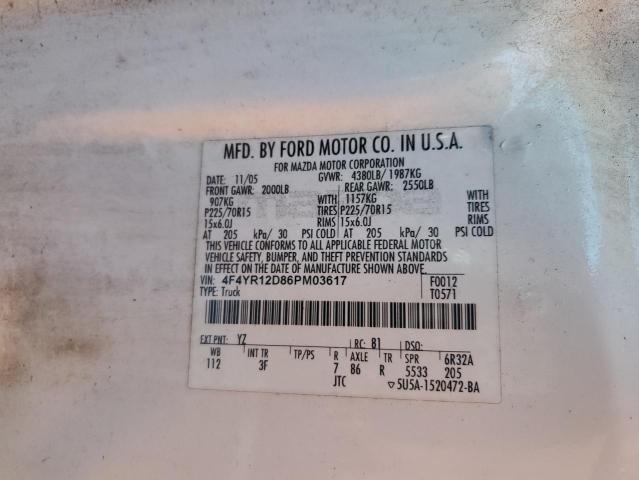 MFD. BY FORD MOTOR CO. IN U.S.A.
FOR MAZDA MOTOR CORPORATION
DATE: 11/05 GVWR: 4380LB/ 1987KG
FRONT GAWR: 2000LB REAR GAWR: 2550LB
907KG WITH 1157KG WITH
P225/70R15 TIRES P225/70R15 TIRES
15x6.0J RIMS 15x6.0J RIMS
AT 205 kPa/ 30 PSI COLD AT 205 kPa/ 30 PSI COLD
THIS VEHICLE CONFORMS TO ALL APPLICABLE FEDERAL MOTOR
VEHICLE SAFETY, BUMPER, AND THEFT PREVENTION STANDARDS
IN EFFECT ON THE DATE OF MANUFACTURE SHOWN ABOVE.
VIN: 4F4YR12D86PM03617 F0012
TYPE: Truck T0571
EXT PNT: YZ RC: 81 DSO:
WB INT TR TP/PS R AXLE TR SPR 6R32A
112 3F 7 86 R 5533 205
JTC ▽5U5A-1520472-BA